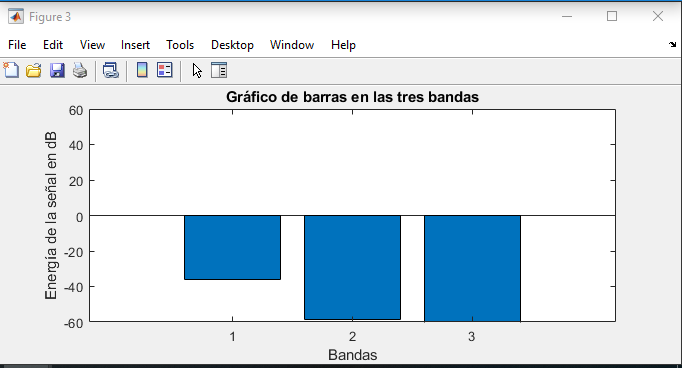 Figure 3
File Edit View Insert Tools Desktop Window Help
Gráfico de barras en las tres bandas
Energía de la señal en dB
60
40
20
0
-20
-40
-60
1 2 3
Bandas